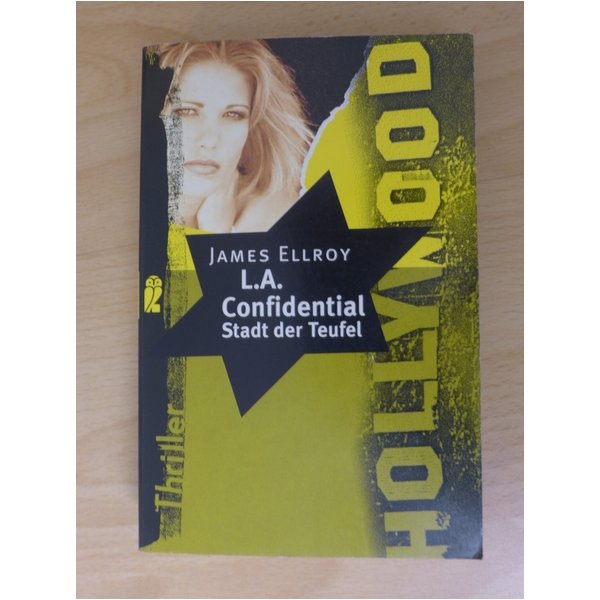 JAMES ELLROY
L.A.
Confidential
Stadt der Teufel
HOLLYWOOD
Thriller